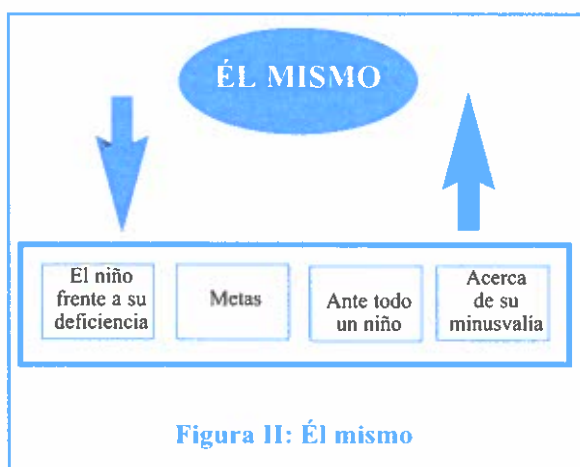 ÉL MISMO
El niño
frente a su
deficiencia
Metas
Ante todo
un niño
Acerca
de su
minusvalía
Figura II: Él mismo